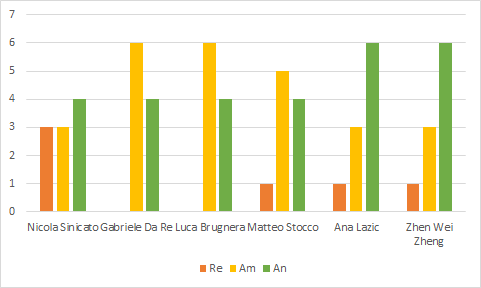 7
6
5
4
3
2
1
0
Nicola Sinicato Gabriele Da Re Luca Brugnera Matteo Stocco Ana Lazic Zhen Wei
Zheng
Re Am An